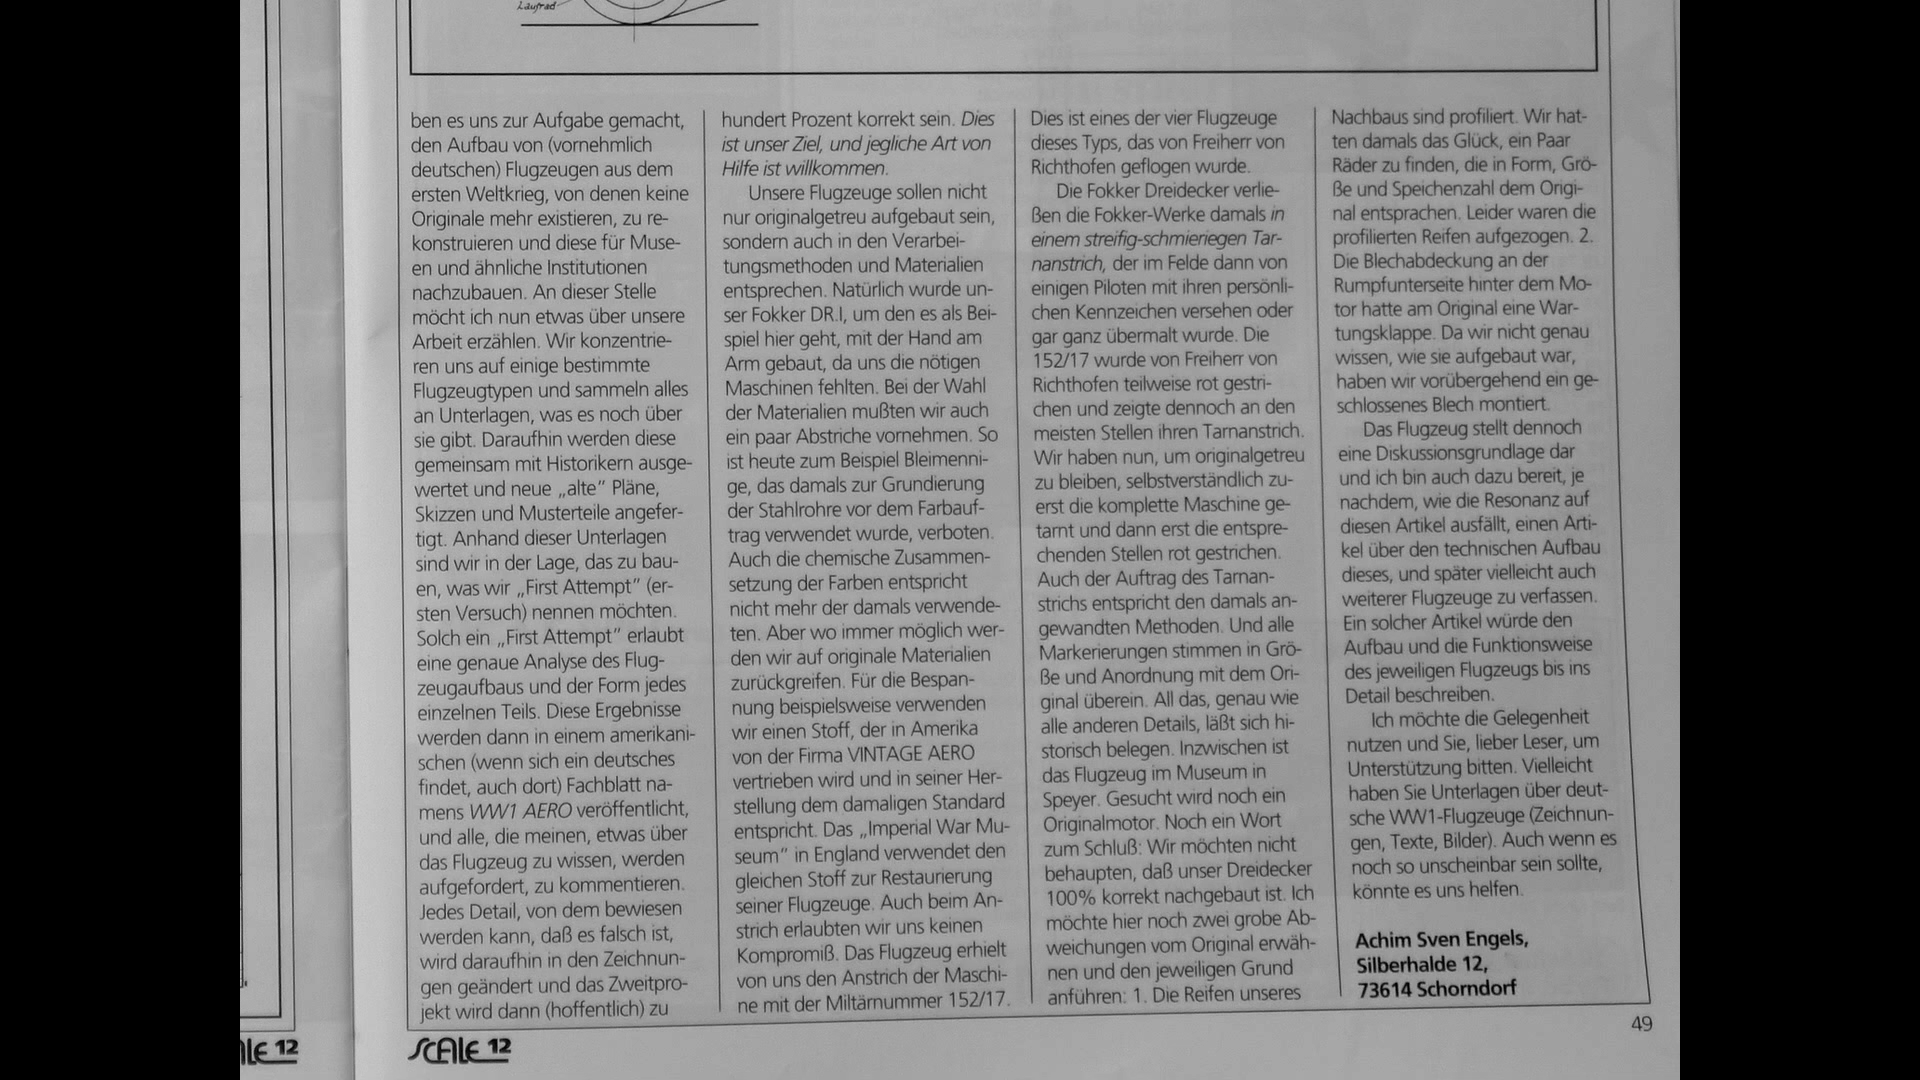 Laufrad
ben es uns zur Aufgabe gemacht,
den Aufbau von (vornehmlich
deutschen) Flugzeugen aus dem
ersten Weltkrieg, von denen keine
Originale mehr existieren, zu re-
konstruieren und diese für Muse-
en und ähnliche Institutionen
nachzubauen. An dieser Stelle
möcht ich nun etwas über unsere
Arbeit erzählen. Wir konzentrie-
ren uns auf einige bestimmte
Flugzeugtypen und sammeln alles
an Unterlagen, was es noch über
sie gibt. Daraufhin werden diese
gemeinsam mit Historikern ausge-
wertet und neue „alte" Pläne,
Skizzen und Musterteile angefer-
tigt. Anhand dieser Unterlagen
sind wir in der Lage, das zu bau-
en, was wir „First Attempt" (er-
sten Versuch) nennen möchten.
Solch ein „First Attempt" erlaubt
eine genaue Analyse des Flug-
zeugaufbaus und der Form jedes
einzelnen Teils. Diese Ergebnisse
werden dann in einem amerikani-
schen (wenn sich ein deutsches
findet, auch dort) Fachblatt na-
mens WW1 AERO veröffentlicht,
und alle, die meinen, etwas über
das Flugzeug zu wissen, werden
aufgefordert, zu kommentieren.
Jedes Detail, von dem bewiesen
werden kann, daß es falsch ist,
wird daraufhin in den Zeichnun-
gen geändert und das Zweitpro-
jekt wird dann (hoffentlich) zu
hundert Prozent korrekt sein. Dies
ist unser Ziel, und jegliche Art von
Hilfe ist willkommen.
Unsere Flugzeuge sollen nicht
nur originalgetreu aufgebaut sein,
sondern auch in den Verarbei-
tungsmethoden und Materialien
entsprechen. Natürlich wurde un-
ser Fokker DR.I, um den es als Bei-
spiel hier geht, mit der Hand am
Arm gebaut, da uns die nötigen
Maschinen fehlten. Bei der Wahl
der Materialien mußten wir auch
ein paar Abstriche vornehmen. So
ist heute zum Beispiel Bleimenni-
ge, das damals zur Grundierung
der Stahlrohre vor dem Farbauf-
trag verwendet wurde, verboten.
Auch die chemische Zusammen-
setzung der Farben entspricht
nicht mehr der damals verwende-
ten. Aber wo immer möglich wer-
den wir auf originale Materialien
zurückgreifen. Für die Bespan-
nung beispielsweise verwenden
wir einen Stoff, der in Amerika
von der Firma VINTAGE AERO
vertrieben wird und in seiner Her-
stellung dem damaligen Standard
entspricht. Das „Imperial War Mu-
seum" in England verwendet den
gleichen Stoff zur Restaurierung
seiner Flugzeuge. Auch beim An-
strich erlaubten wir uns keinen
Kompromiß. Das Flugzeug erhielt
von uns den Anstrich der Maschi-
ne mit der Miltärnummer 152/17.
Dies ist eines der vier Flugzeuge
dieses Typs, das von Freiherr von
Richthofen geflogen wurde.
Die Fokker Dreidecker verlie-
ßen die Fokker-Werke damals in
einem streifig-schmieriegen Tar-
nanstrich, der im Felde dann von
einigen Piloten mit ihren persönli-
chen Kennzeichen versehen oder
gar ganz übermalt wurde. Die
152/17 wurde von Freiherr von
Richthofen teilweise rot gestri-
chen und zeigte dennoch an den
meisten Stellen ihren Tarnanstrich.
Wir haben nun, um originalgetreu
zu bleiben, selbstverständlich zu-
erst die komplette Maschine ge-
tarnt und dann erst die entspre-
chenden Stellen rot gestrichen.
Auch der Auftrag des Tarnan-
strichs entspricht den damals an-
gewandten Methoden. Und alle
Markerierungen stimmen in Grö-
ße und Anordnung mit dem Ori-
ginal überein. All das, genau wie
alle anderen Details, läßt sich hi-
storisch belegen. Inzwischen ist
das Flugzeug im Museum in
Speyer. Gesucht wird noch ein
Originalmotor. Noch ein Wort
zum Schluß: Wir möchten nicht
behaupten, daß unser Dreidecker
100% korrekt nachgebaut ist. Ich
möchte hier noch zwei grobe Ab-
weichungen vom Original erwäh-
nen und den jeweiligen Grund
anführen: 1. Die Reifen unseres
Nachbaus sind profiliert. Wir hat-
ten damals das Glück, ein Paar
Räder zu finden, die in Form, Grö-
ße und Speichenzahl dem Origi-
nal entsprachen. Leider waren die
profilierten Reifen aufgezogen. 2.
Die Blechabdeckung an der
Rumpfunterseite hinter dem Mo-
tor hatte am Original eine War-
tungsklappe. Da wir nicht genau
wissen, wie sie aufgebaut war,
haben wir vorübergehend ein ge-
schlossenes Blech montiert.
Das Flugzeug stellt dennoch
eine Diskussionsgrundlage dar
und ich bin auch dazu bereit, je
nachdem, wie die Resonanz auf
diesen Artikel ausfällt, einen Arti-
kel über den technischen Aufbau
dieses, und später vielleicht auch
weiterer Flugzeuge zu verfassen.
Ein solcher Artikel würde den
Aufbau und die Funktionsweise
des jeweiligen Flugzeugs bis ins
Detail beschreiben.
Ich möchte die Gelegenheit
nutzen und Sie, lieber Leser, um
Unterstützung bitten. Vielleicht
haben Sie Unterlagen über deut-
sche WW1-Flugzeuge (Zeichnun-
gen, Texte, Bilder). Auch wenn es
noch so unscheinbar sein sollte,
könnte es uns helfen.
Achim Sven Engels,
Silberhalde 12,
73614 Schorndorf
49
ALE 12
SCALE 12